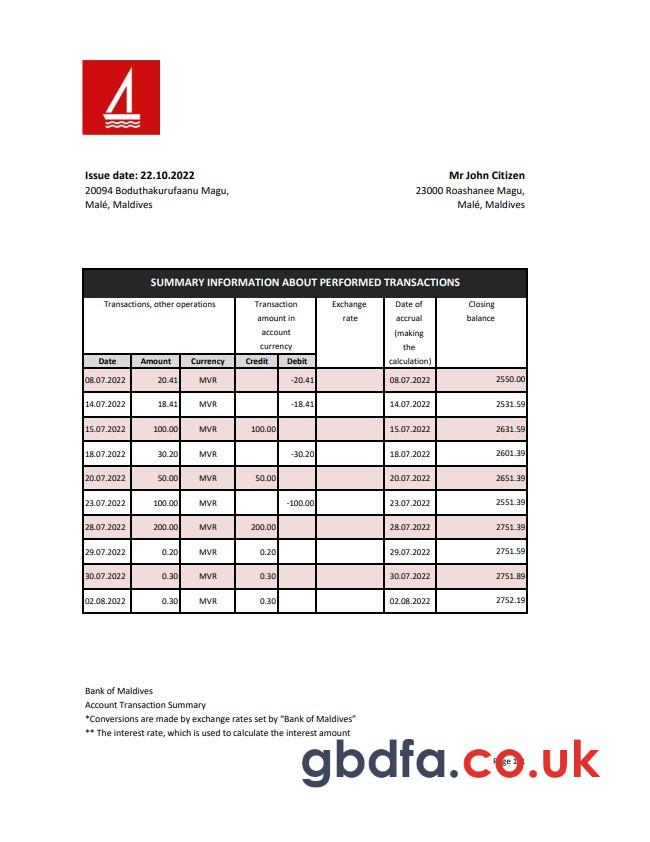 Issue date: 22.10.2022
20094 Boduthakurufaanu Magu,
Malé, Maldives
Mr John Citizen
23000 Roashanee Magu,
Malé, Maldives
SUMMARY INFORMATION ABOUT PERFORMED TRANSACTIONS
Transactions, other operations
Transaction
amount in
account
currency
Exchange
rate
Date of
accrual
(making
the
calculation)
Closing
balance
Date Amount Currency Credit Debit
08.07.2022 20.41 MVR -20.41 08.07.2022 2550.00
14.07.2022 18.41 MVR -18.41 14.07.2022 2531.59
15.07.2022 100.00 MVR 100.00 15.07.2022 2631.59
18.07.2022 30.20 MVR -30.20 18.07.2022 2601.39
20.07.2022 50.00 MVR 50.00 20.07.2022 2651.39
23.07.2022 100.00 MVR -100.00 23.07.2022 2551.39
28.07.2022 200.00 MVR 200.00 28.07.2022 2751.39
29.07.2022 0.20 MVR 0.20 29.07.2022 2751.59
30.07.2022 0.30 MVR 0.30 30.07.2022 2751.89
02.08.2022 0.30 MVR 0.30 02.08.2022 2752.19
Bank of Maldives
Account Transaction Summary
*Conversions are made by exchange rates set by “Bank of Maldives”
** The interest rate, which is used to calculate the interest amount
gbdfa.co.uk